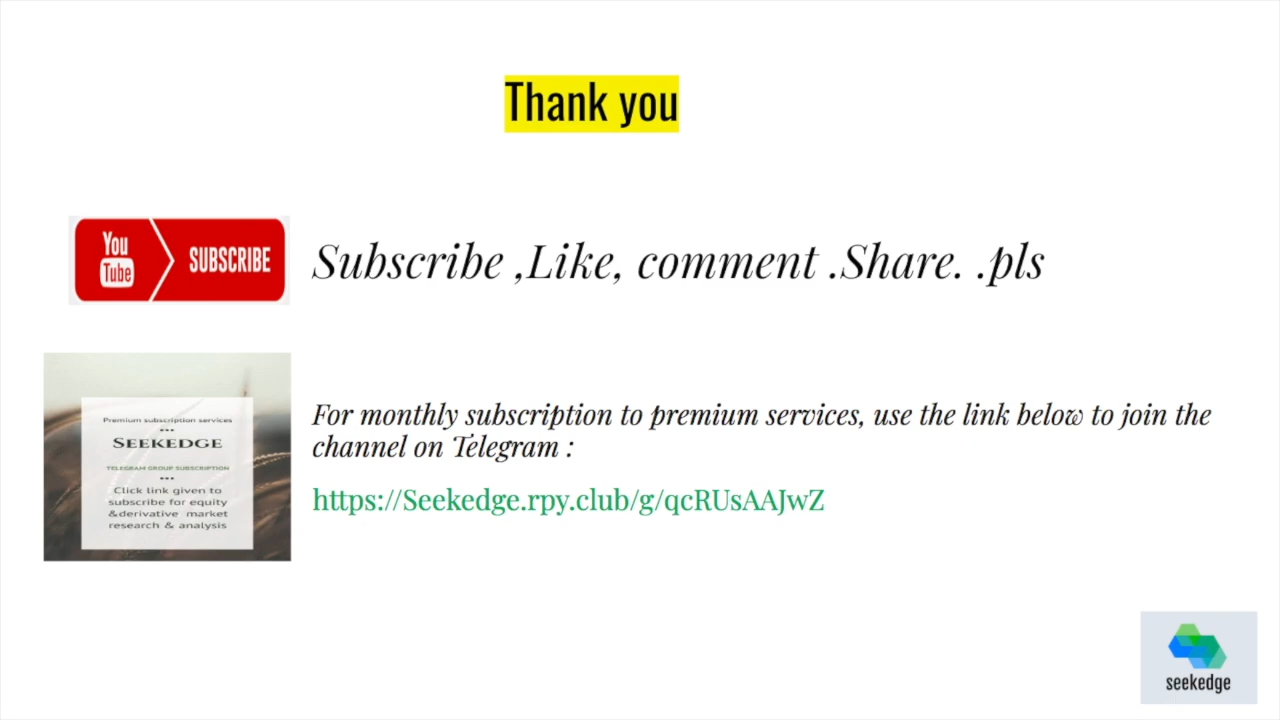 Thank you
You
Tube
SUBSCRIBE
Subscribe ,Like, comment .Share. .pls
Premium subscription services
SEEKEDGE
TELEGRAM GROUP SUBSCRIPTION
Click link given to
subscribe for equity
&derivative market
research & analysis
For monthly subscription to premium services, use the link below to join the
channel on Telegram :
https://Seekedge.rpy.club/g/qcRUsAAJwZ
seekedge